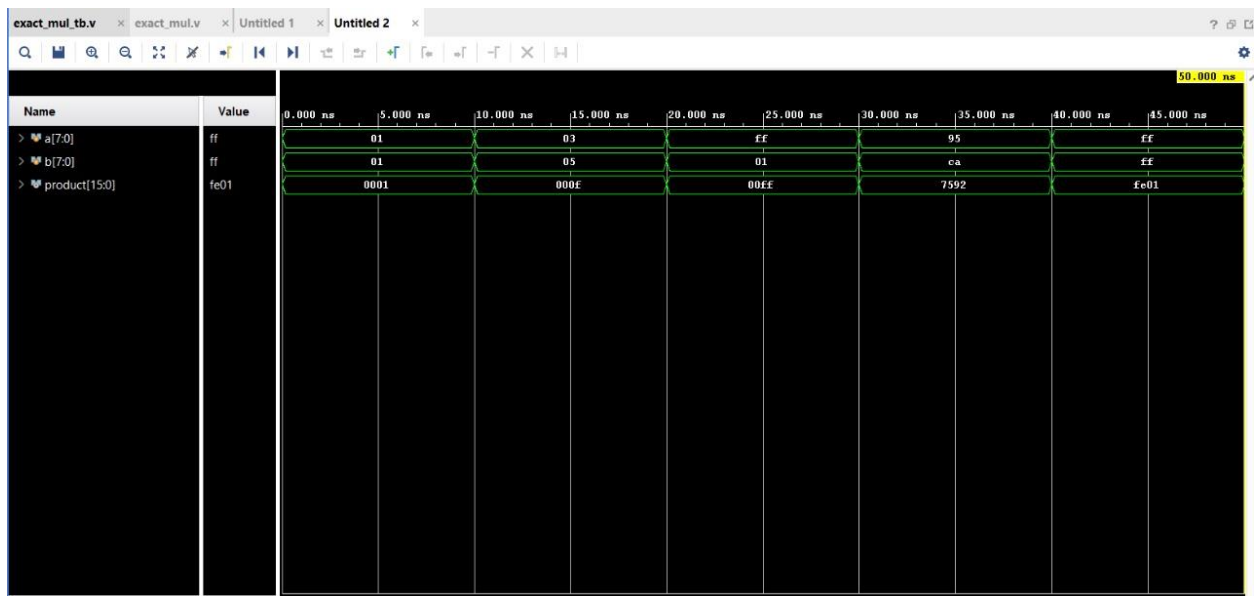 exact_mul_tb.v × exact_mul.v × Untitled 1 × Untitled 2 ×
50.000 ns
Name Value 0.000 ns 5.000 ns 10.000 ns 15.000 ns 20.000 ns 25.000 ns 30.000 ns 35.000 ns 40.000 ns 45.000 ns
a[7:0] ff 01 03 ff 95 ff
b[7:0] ff 01 05 01 ca ff
product[15:0] fe01 0001 000f 00ff 7592 fe01